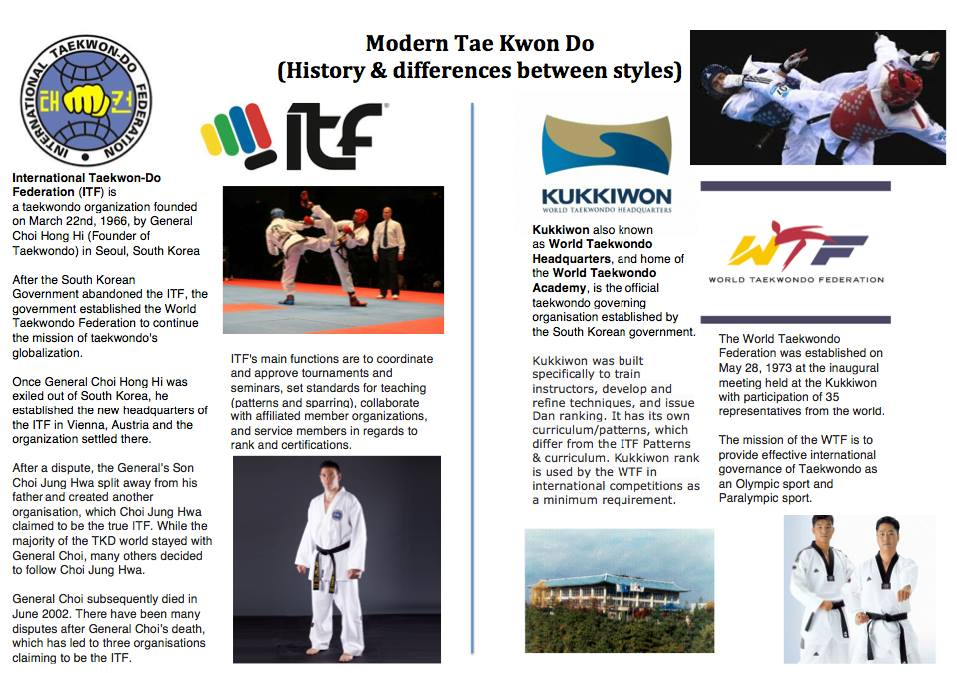 Modern Tae Kwon Do
(History & differences between styles)
INTERNATIONAL TAEKWON-DO FEDERATION
태 권
itf
International Taekwon-Do
Federation (ITF) is
a taekwondo organization founded
on March 22nd, 1966, by General
Choi Hong Hi (Founder of
Taekwondo) in Seoul, South Korea
After the South Korean
Government abandoned the ITF, the
government established the World
Taekwondo Federation to continue
the mission of taekwondo's
globalization.
Once General Choi Hong Hi was
exiled out of South Korea, he
established the new headquarters of
the ITF in Vienna, Austria and the
organization settled there.
After a dispute, the General's Son
Choi Jung Hwa split away from his
father and created another
organisation, which Choi Jung Hwa
claimed to be the true ITF. While the
majority of the TKD world stayed with
General Choi, many others decided
to follow Choi Jung Hwa.
General Choi subsequently died in
June 2002. There have been many
disputes after General Choi's death,
which has led to three organisations
claiming to be the ITF.
ITF's main functions are to coordinate
and approve tournaments and
seminars, set standards for teaching
(patterns and sparring), collaborate
with affiliated member organizations,
and service members in regards to
rank and certifications.
KUKKIWON
WORLD TAEKWONDO HEADQUARTERS
Kukkiwon also known
as World Taekwondo
Headquarters, and home of
the World Taekwondo
Academy, is the official
taekwondo governing
organisation established by
the South Korean government.
Kukkiwon was built
specifically to train
instructors, develop and
refine techniques, and issue
Dan ranking. It has its own
curriculum/patterns, which
differ from the ITF Patterns
& curriculum. Kukkiwon rank
is used by the WTF in
international competitions as
a minimum requirement.
WTF
WORLD TAEKWONDO FEDERATION
The World Taekwondo
Federation was established on
May 28, 1973 at the inaugural
meeting held at the Kukkiwon
with participation of 35
representatives from the world.
The mission of the WTF is to
provide effective international
governance of Taekwondo as
an Olympic sport and
Paralympic sport.